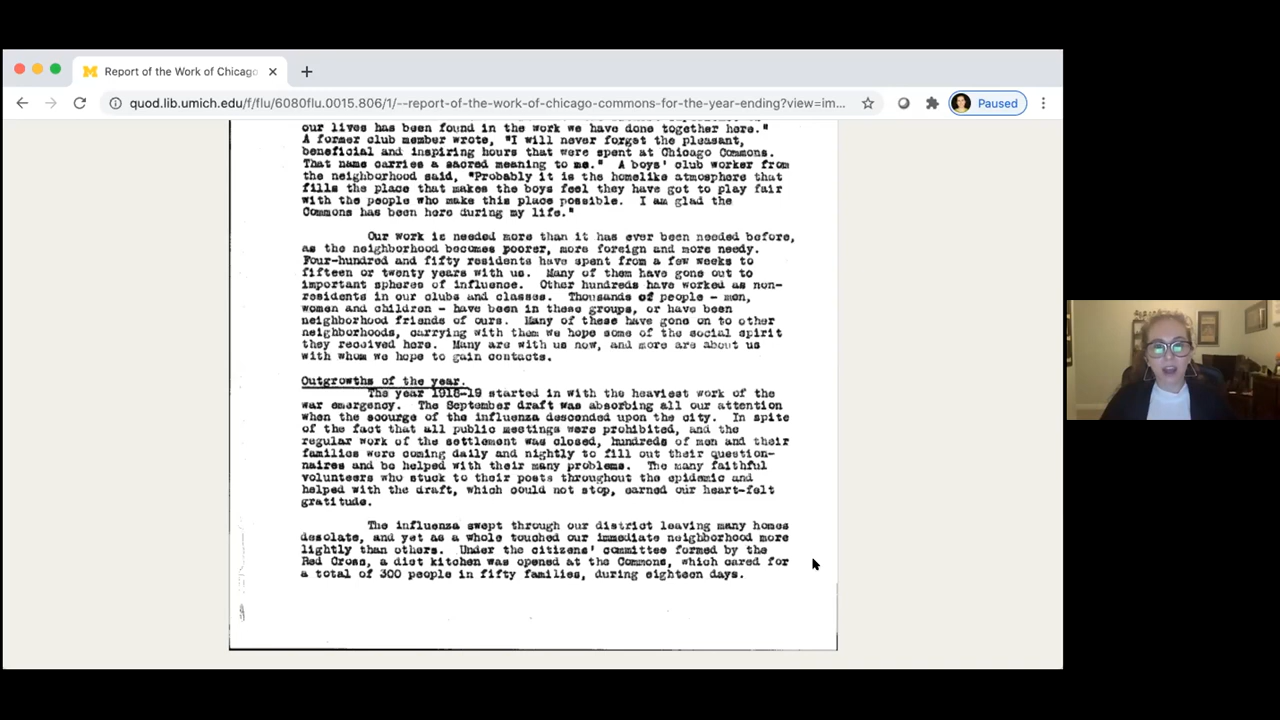 Report of the Work of Chicago
quod.lib.umich.edu/f/flu/6080flu.0015.806/1/--report-of-the-work-of-chicago-commons-for-the-year-ending?view=im...
Paused
our lives has been found in the work we have done together here."
A former club member wrote, "I will never forget the pleasant,
beneficial and inspiring hours that were spent at Chicago Commons.
That name carries a sacred meaning to me." A boys' club worker from
the neighborhood said, "Probably it is the homelike atmosphere that
fills the place that makes the boys feel they have got to play fair
with the people who make this place possible. I am glad the
Commons has been here during my life."
Our work is needed more than it has ever been needed before,
as the neighborhood becomes poorer, more foreign and more needy.
Four-hundred and fifty residents have spent from a few weeks to
fifteen or twenty years with us. Many of them have gone out to
important spheres of influence. Other hundreds have worked as non-
residents in our clubs and classes. Thousands of people - men,
women and children - have been in these groups, or have been
neighborhood friends of ours. Many of these have gone on to other
neighborhoods, carrying with them we hope some of the social spirit
they received here. Many are with us now, and more are about us
with whom we hope to gain contacts.
Outgrowths of the year.
The year 1918-19 started in with the heaviest work of the
war emergency. The September draft was absorbing all our attention
when the scourge of the influenza descended upon the city. In spite
of the fact that all public meetings were prohibited, and the
regular work of the settlement was closed, hundreds of men and their
families were coming daily and nightly to fill out their question-
naires and be helped with their many problems. The many faithful
volunteers who stuck to their posts throughout the epidemic and
helped with the draft, which could not stop, earned our heart-felt
gratitude.
The influenza swept through our district leaving many homes
desolate, and yet as a whole touched our immediate neighborhood more
lightly than others. Under the citizens' committee formed by the
Red Cross, a diet kitchen was opened at the Commons, which cared for
a total of 300 people in fifty families, during eighteen days.